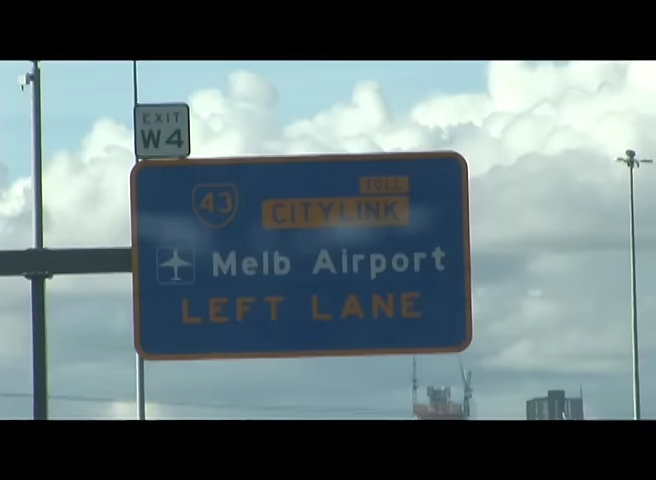 EXIT
W4
TOLL
43 CITYLINK
Melb Airport
LEFT LANE